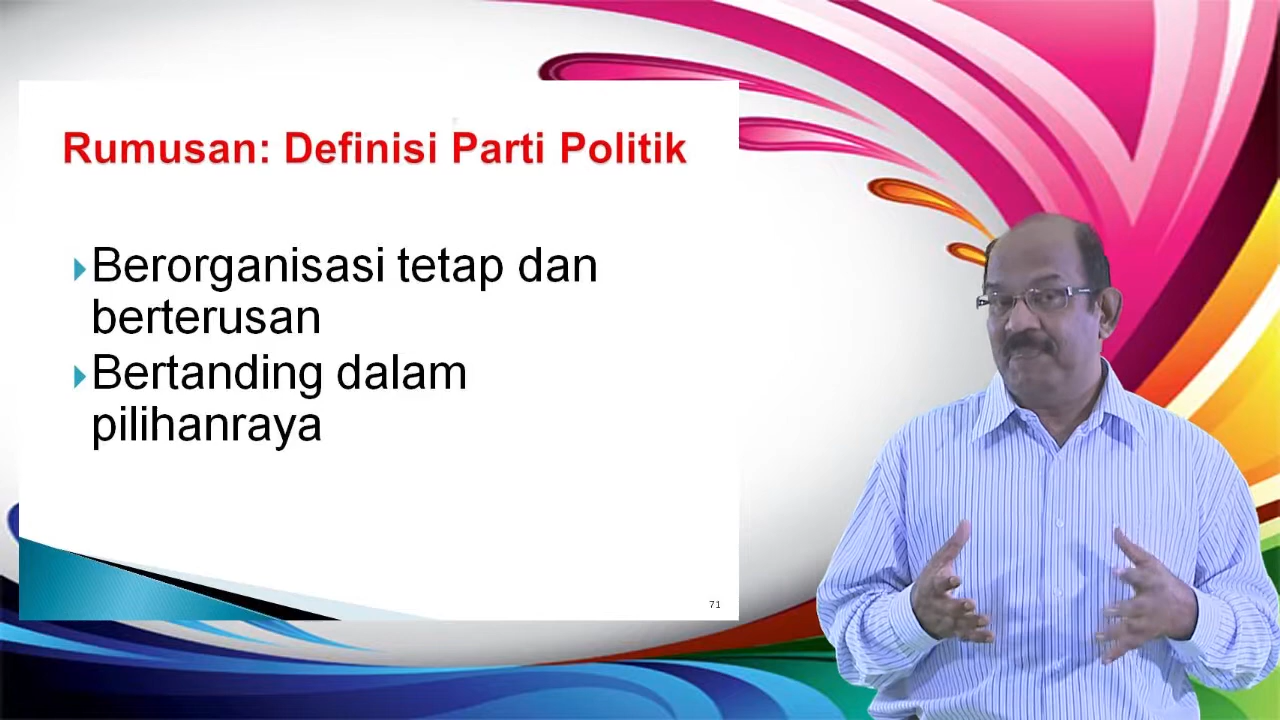 Rumusan: Definisi Parti Politik
Berorganisasi tetap dan
berterusan
Bertanding dalam
pilihanraya
71